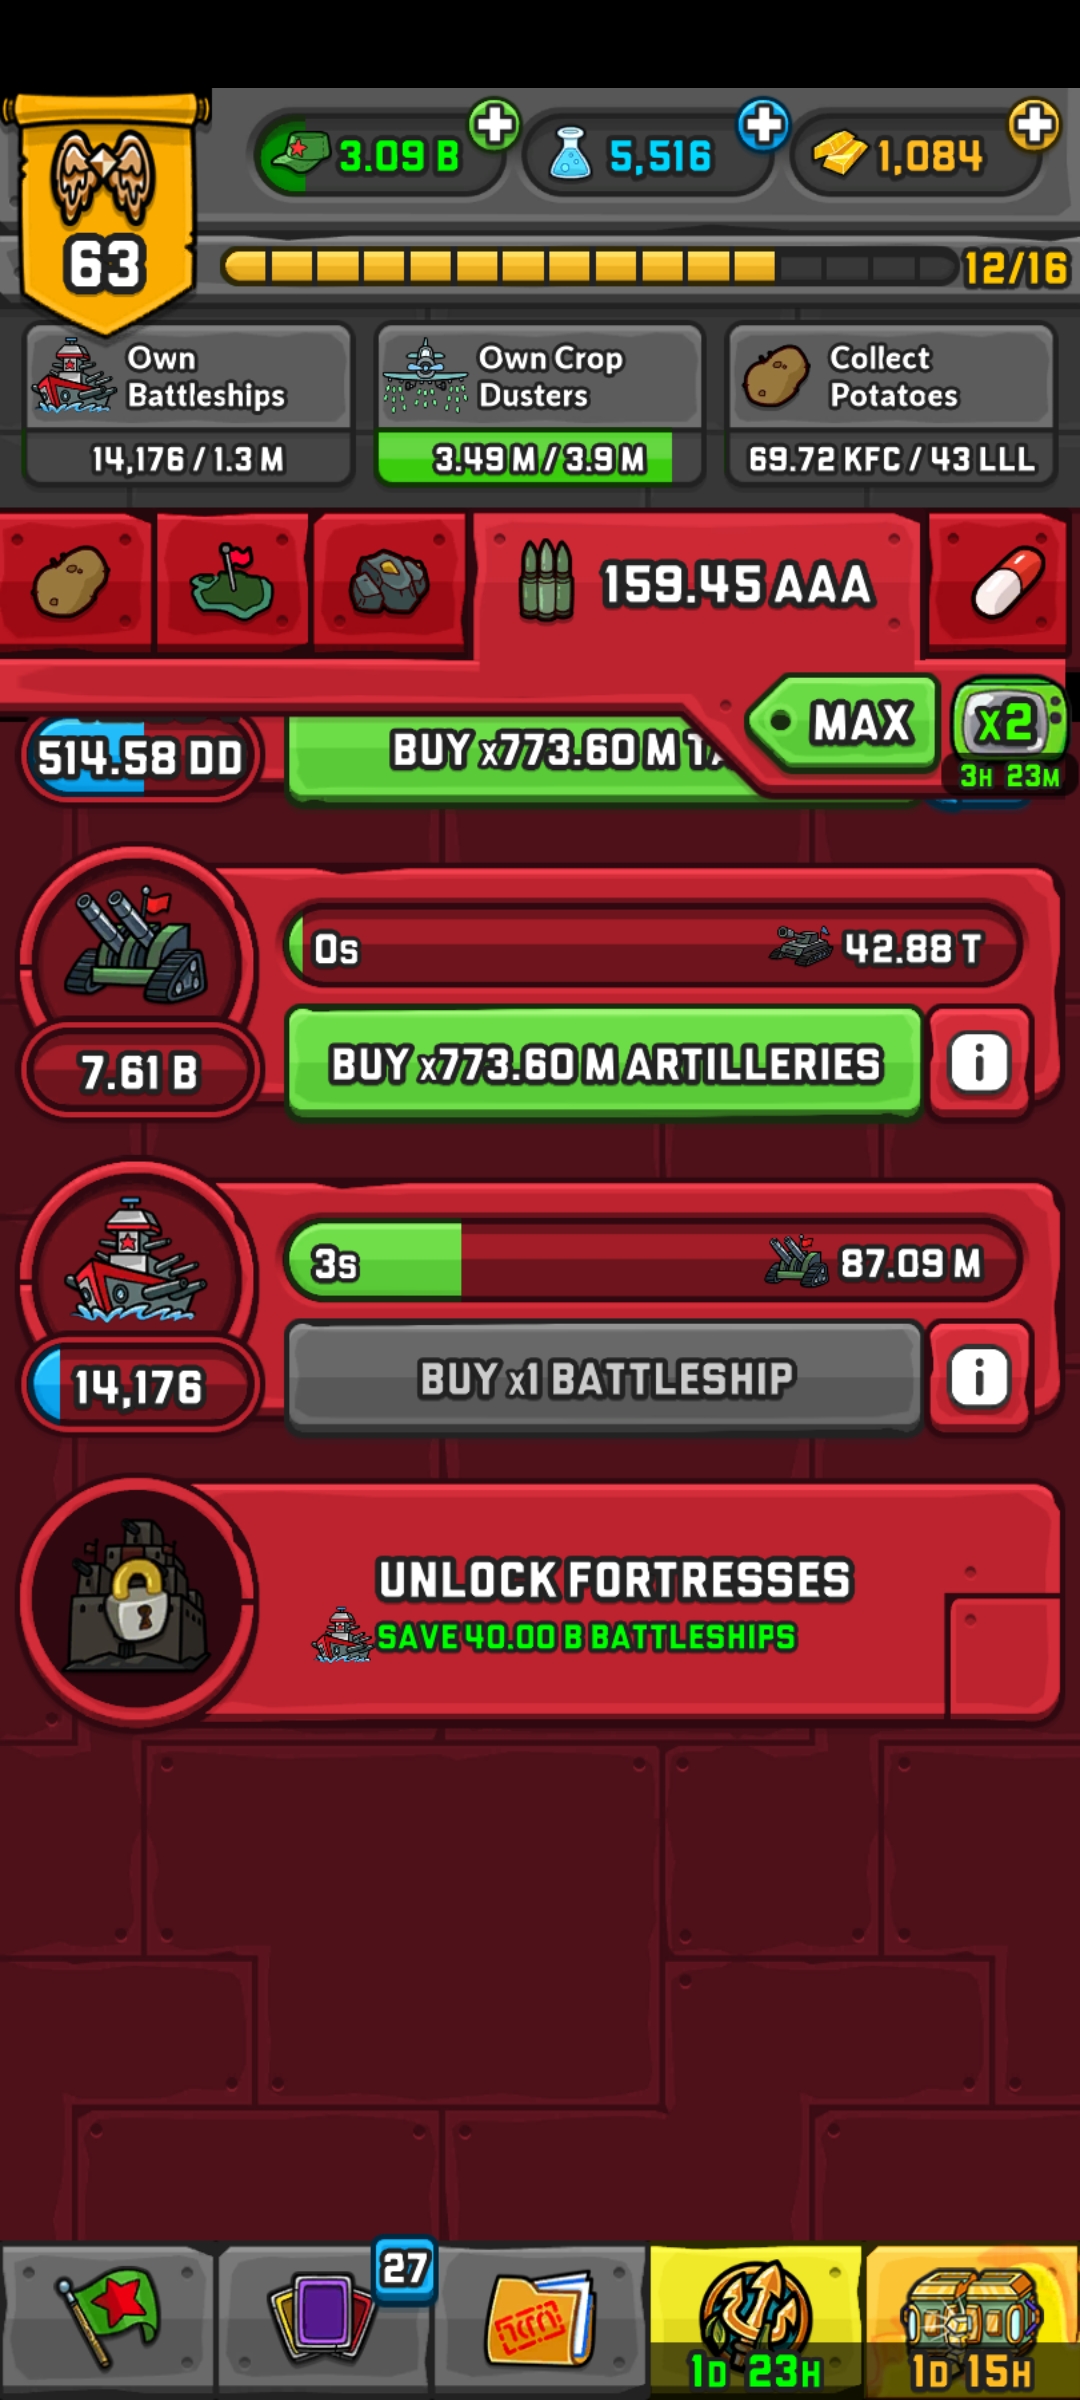 3.09 B
5,516
1,084
63
12/16
Own
Battleships
14,176 / 1.3 M
Own Crop
Dusters
3.49 M / 3.9 M
Collect
Potatoes
69.72 KFC / 43 LLL
159.45 AAA
MAX
x2
3H 23M
514.58 DD
BUY x773.60 M
0s
42.88 T
7.61 B
BUY x773.60 M ARTILLERIES
i
3s
87.09 M
14,176
BUY x1 BATTLESHIP
i
UNLOCK FORTRESSES
SAVE 40.00 B BATTLESHIPS
27
1D 23H
1D 15H